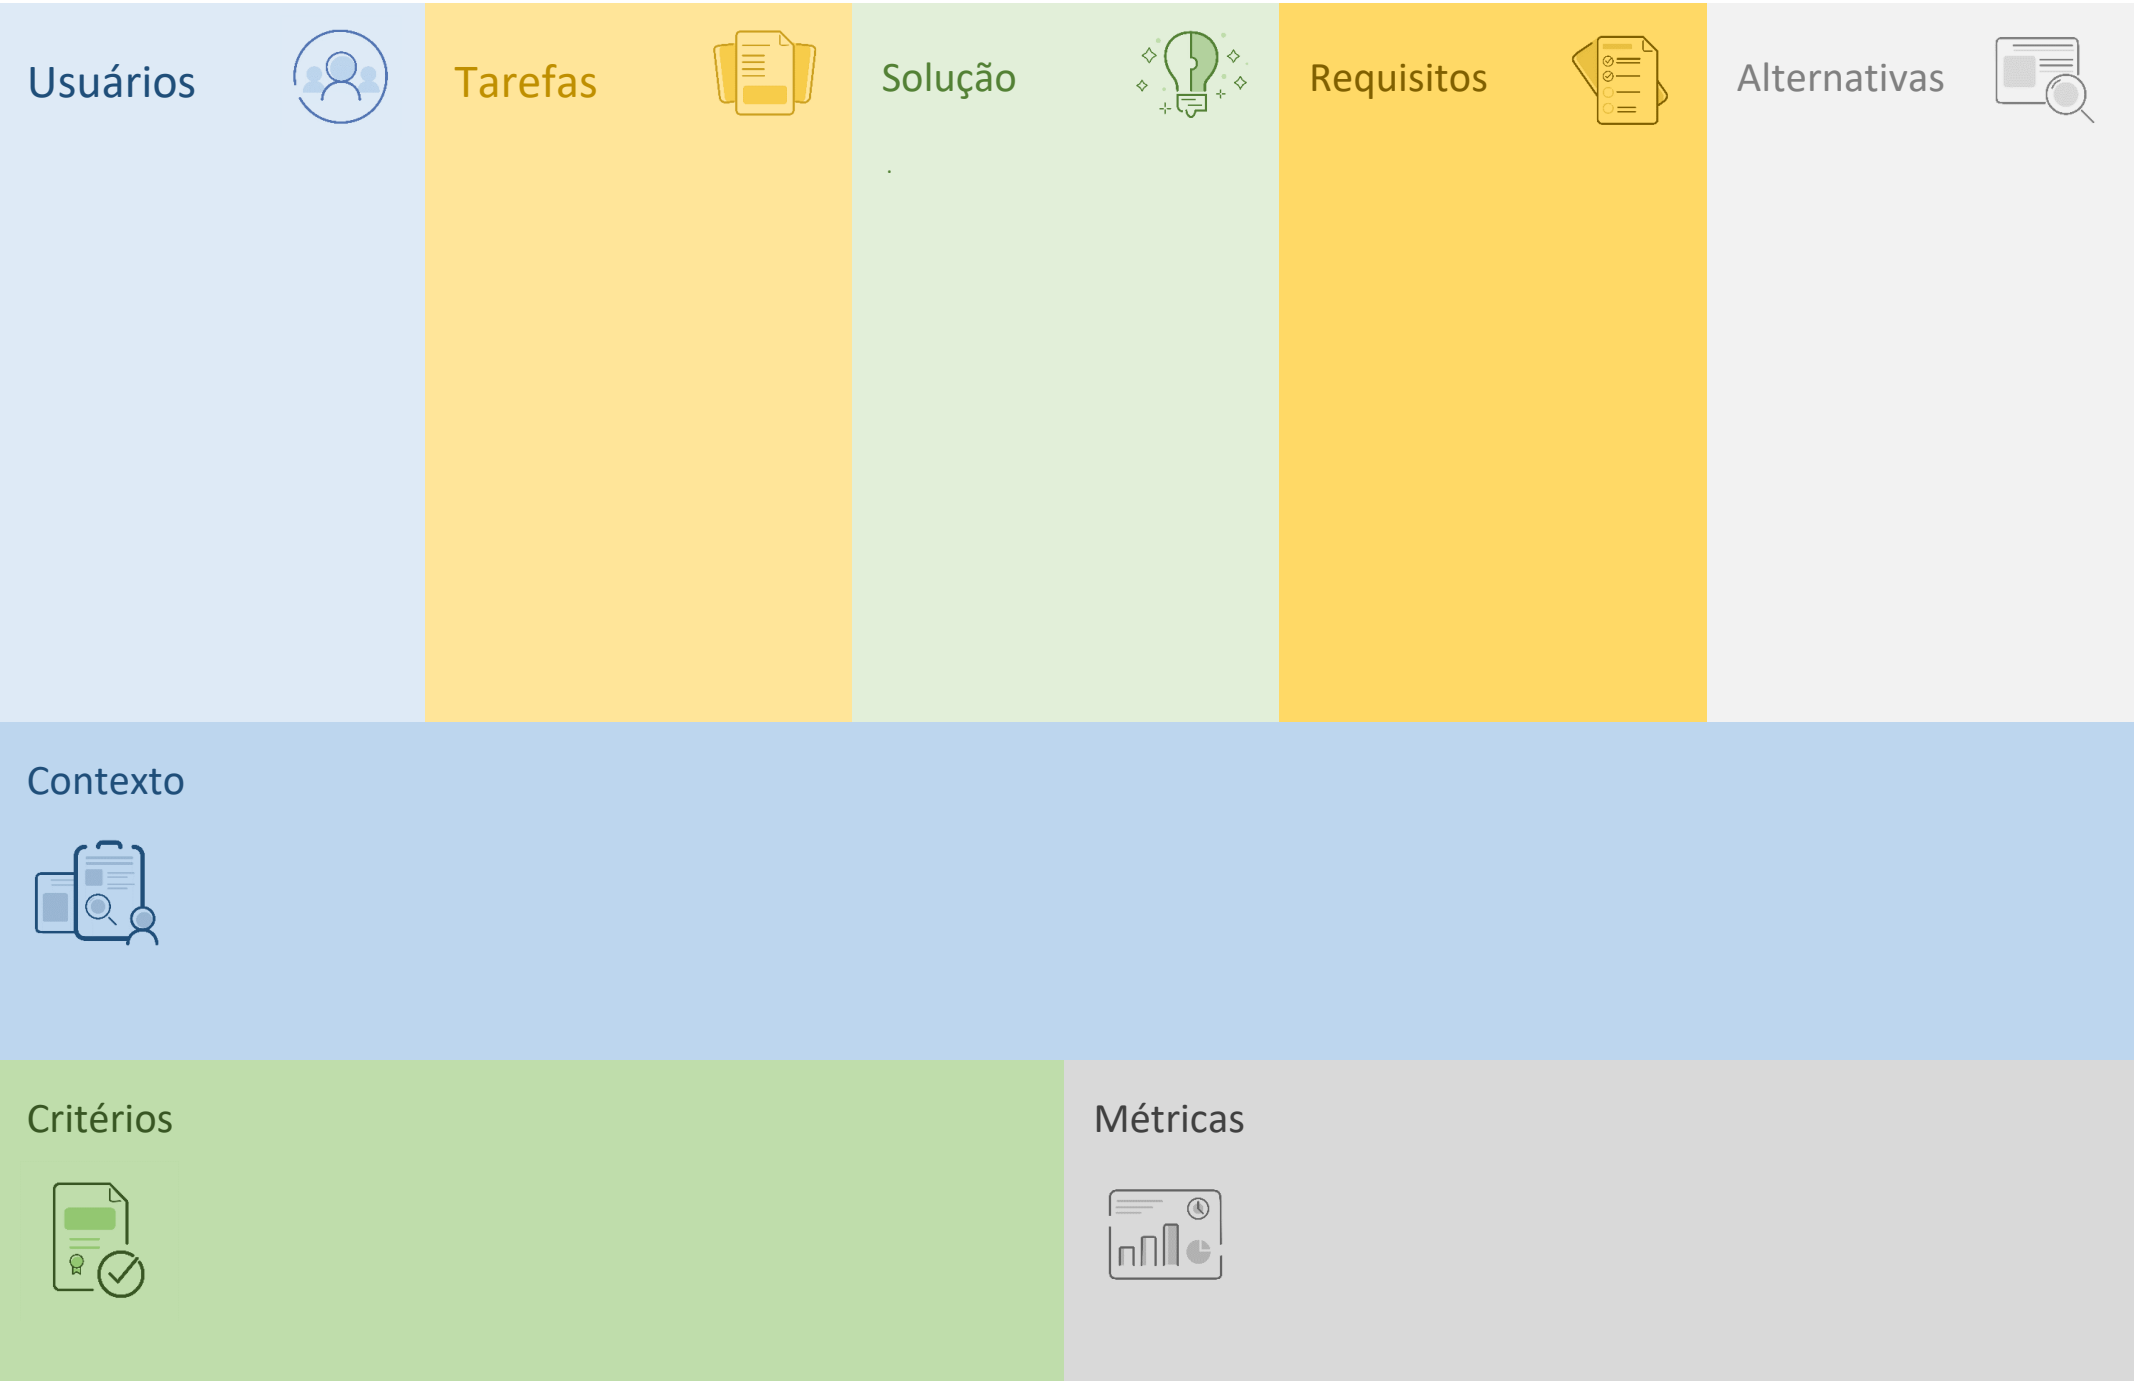 Usuários
Tarefas
Solução
.
Requisitos
Alternativas
Contexto
Critérios
Métricas